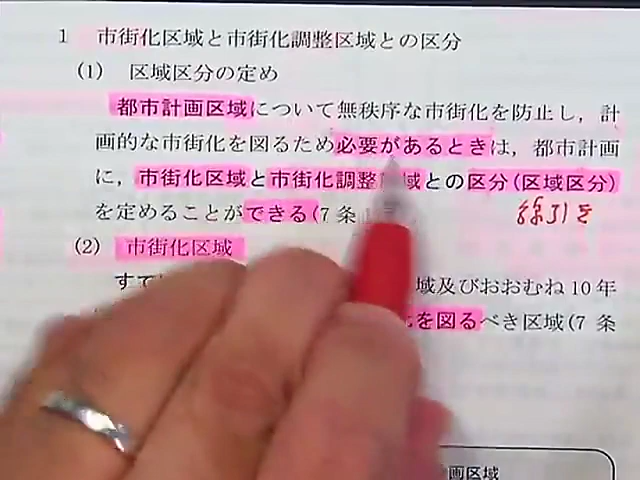 1 市街化区域と市街化調整区域との区分
(1) 区域区分の定め
都市計画区域について無秩序な市街化を防止し，計
画的な市街化を図るため必要があるときは，都市計画
に，市街化区域と市街化調整 域との区分(区域区分)
を定めることができる(7条
線引き
(2) 市街化区域
すで 域及びおおむね10年
を図るべき区域(7条
画区域